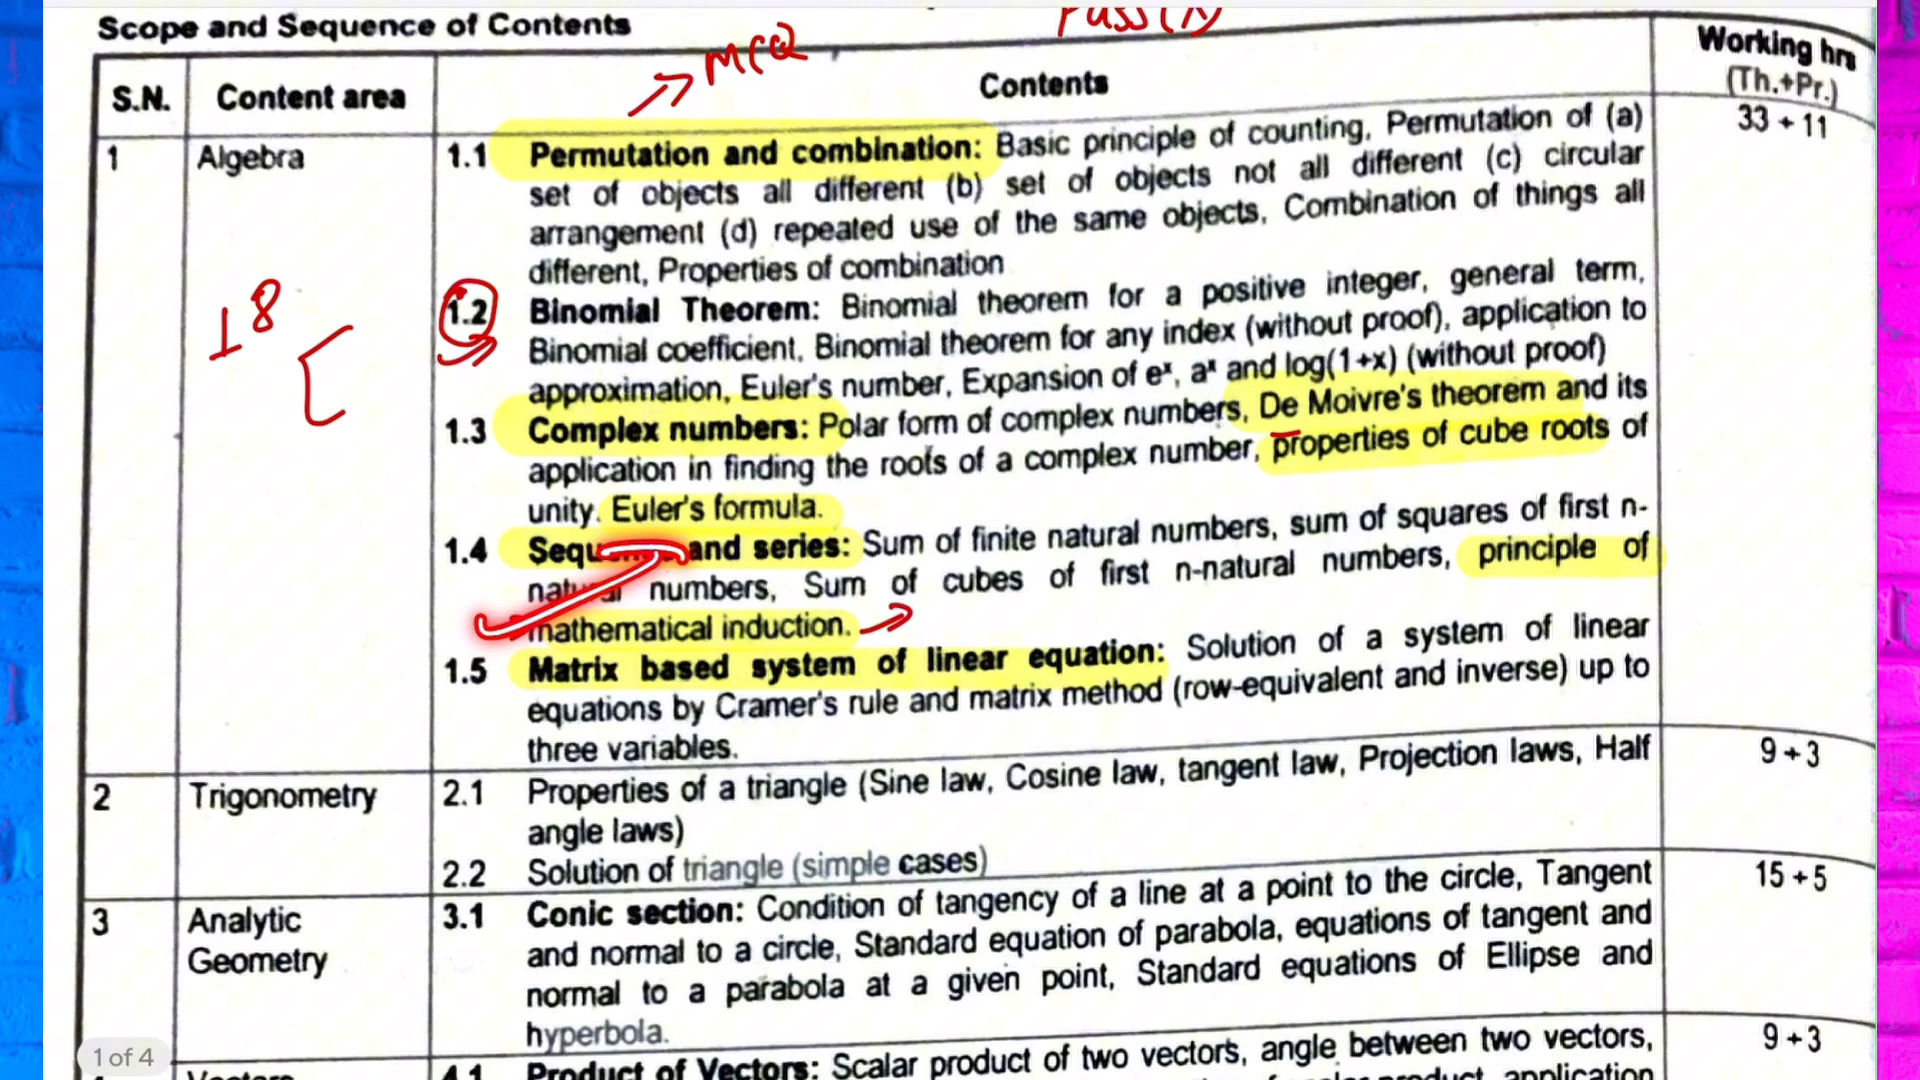 Scope and Sequence of Contents
MCQ
S.N. Content area Contents Working hrs (Th.+Pr.)
1 Algebra 33 + 11
1.1 Permutation and combination: Basic principle of counting, Permutation of (a)
set of objects all different (b) set of objects not all different (c) circular
arrangement (d) repeated use of the same objects, Combination of things all
different, Properties of combination
18
1.2 Binomial Theorem: Binomial theorem for a positive integer, general term,
Binomial coefficient, Binomial theorem for any index (without proof), application to
approximation, Euler's number, Expansion of eˣ, aˣ and log(1+x) (without proof)
1.3 Complex numbers: Polar form of complex numbers, De Moivre's theorem and its
application in finding the roots of a complex number, properties of cube roots of
unity. Euler's formula.
1.4 and series: Sum of finite natural numbers, sum of squares of first n-
numbers, Sum of cubes of first n-natural numbers, principle of
mathematical induction.
1.5 Matrix based system of linear equation: Solution of a system of linear
equations by Cramer's rule and matrix method (row-equivalent and inverse) up to
three variables.
2 Trigonometry 9 + 3
2.1 Properties of a triangle (Sine law, Cosine law, tangent law, Projection laws, Half
angle laws)
2.2 Solution of triangle (simple cases)
3 Analytic Geometry 15 + 5
3.1 Conic section: Condition of tangency of a line at a point to the circle, Tangent
and normal to a circle, Standard equation of parabola, equations of tangent and
normal to a parabola at a given point, Standard equations of Ellipse and
hyperbola.
9 + 3
4.1 Product of Vectors: Scalar product of two vectors, angle between two vectors,
1 of 4